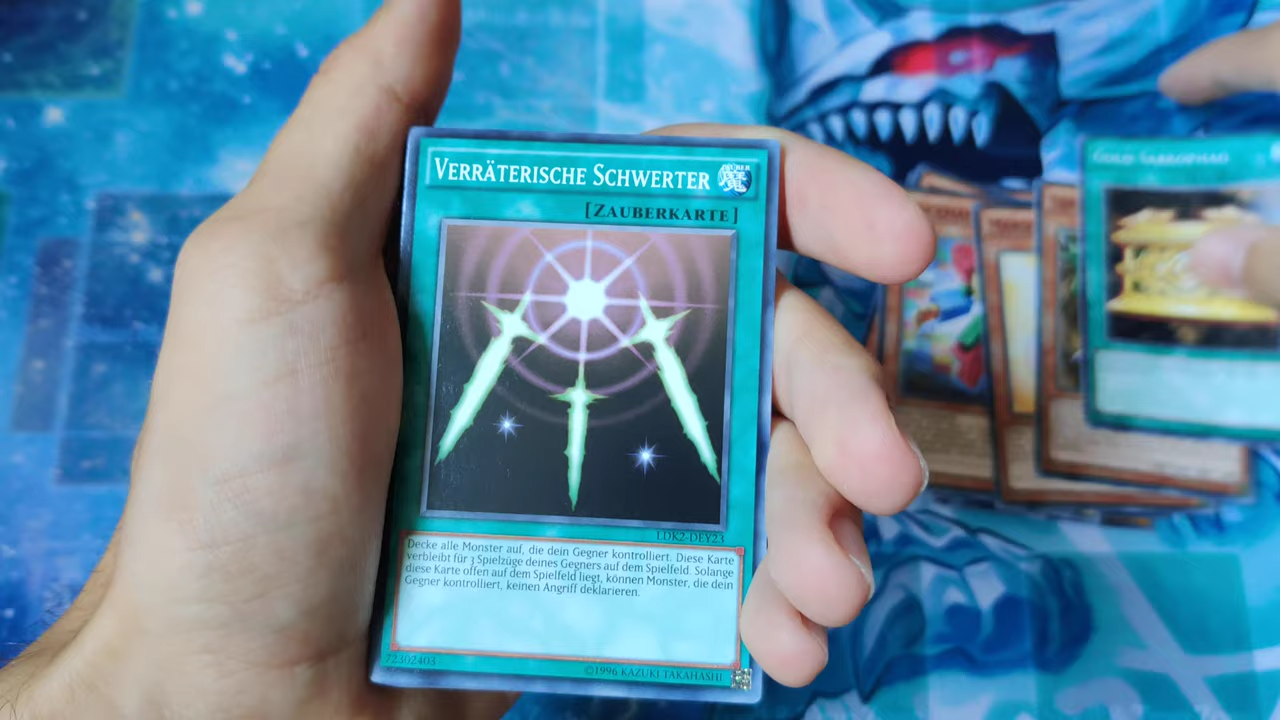 VERRÄTERISCHE SCHWERTER
[ZAUBERKARTE]
LDK2-DEY23
Decke alle Monster auf, die dein Gegner kontrolliert. Diese Karte
verbleibt für 3 Spielzüge deines Gegners auf dem Spielfeld. Solange
diese Karte offen auf dem Spielfeld liegt, können Monster, die dein
Gegner kontrolliert, keinen Angriff deklarieren.
72302403
©1996 KAZUKI TAKAHASHI
GOLD SARKOPHAG